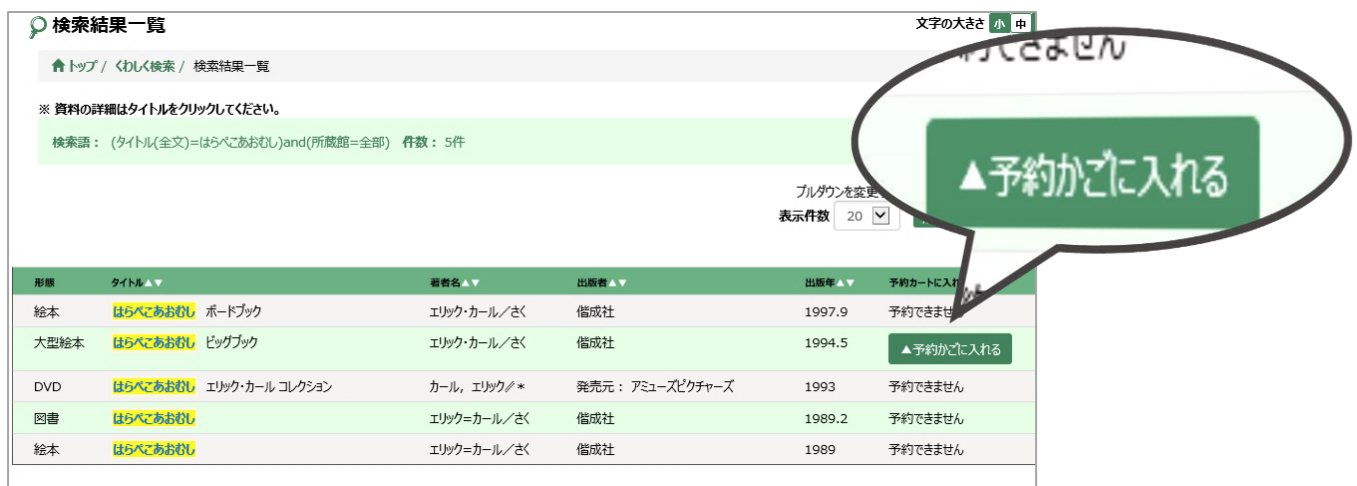 検索結果一覧
文字の大きさ 小 中
トップ / くわしく検索 / 検索結果一覧
※ 資料の詳細はタイトルをクリックしてください。
検索語： (タイトル(全文)=はらぺこあおむし)and(所蔵館=全部) 件数： 5件
プルダウンを変更
表示件数 20
できません
▲予約かごに入れる
形態 タイトル▲▼ 著者名▲▼ 出版者▲▼ 出版年▲▼ 予約カートに入れ
絵本 はらぺこあおむし ボードブック エリック・カール／さく 偕成社 1997.9 予約できません
大型絵本 はらぺこあおむし ビッグブック エリック・カール／さく 偕成社 1994.5 ▲予約かごに入れる
DVD はらぺこあおむし エリック・カール コレクション カール，エリック∥＊ 発売元： アミューズピクチャーズ 1993 予約できません
図書 はらぺこあおむし エリック=カール／さく 偕成社 1989.2 予約できません
絵本 はらぺこあおむし エリック=カール／さく 偕成社 1989 予約できません